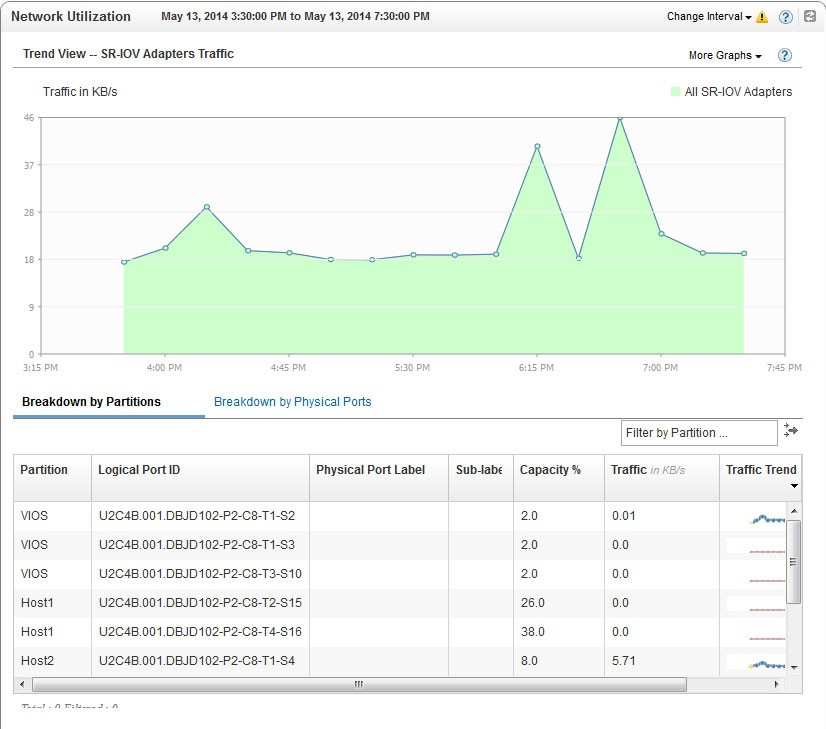 Network Utilization May 13, 2014 3:30:00 PM to May 13, 2014 7:30:00 PM Change Interval
Trend View -- SR-IOV Adapters Traffic More Graphs
Traffic in KB/s All SR-IOV Adapters
46
37
28
18
9
0
3:15 PM 4:00 PM 4:45 PM 5:30 PM 6:15 PM 7:00 PM 7:45 PM
Breakdown by Partitions Breakdown by Physical Ports
Filter by Partition ...
Partition Logical Port ID Physical Port Label Sub-labe Capacity % Traffic in KB/s Traffic Trend
VIOS U2C4B.001.DBJD102-P2-C8-T1-S2 2.0 0.01
VIOS U2C4B.001.DBJD102-P2-C8-T1-S3 2.0 0.0
VIOS U2C4B.001.DBJD102-P2-C8-T3-S10 2.0 0.0
Host1 U2C4B.001.DBJD102-P2-C8-T2-S15 26.0 0.0
Host1 U2C4B.001.DBJD102-P2-C8-T4-S16 38.0 0.0
Host2 U2C4B.001.DBJD102-P2-C8-T1-S4 8.0 5.71